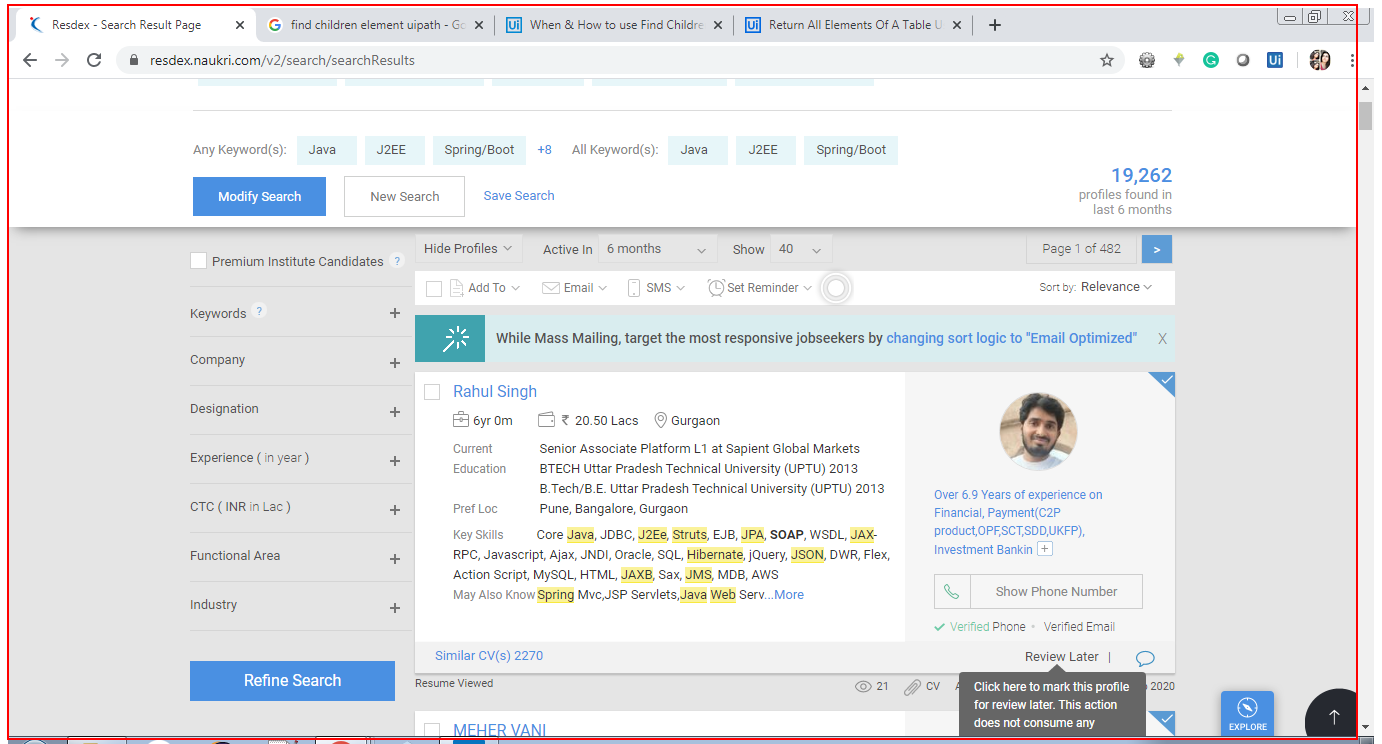 Resdex - Search Result Page
find children element uipath - Go
When & How to use Find Childre
Return All Elements Of A Table U
resdex.naukri.com/v2/search/searchResults
Any Keyword(s): Java J2EE Spring/Boot +8 All Keyword(s): Java J2EE Spring/Boot
Modify Search New Search Save Search
19,262
profiles found in
last 6 months
Hide Profiles Active In 6 months Show 40 Page 1 of 482 >
Premium Institute Candidates ?
Add To Email SMS Set Reminder Sort by: Relevance
Keywords ? +
Company +
Designation +
Experience ( in year ) +
CTC ( INR in Lac ) +
Functional Area +
Industry +
Refine Search
While Mass Mailing, target the most responsive jobseekers by changing sort logic to "Email Optimized" X
Rahul Singh
6yr 0m ₹ 20.50 Lacs Gurgaon
Current Senior Associate Platform L1 at Sapient Global Markets
Education BTECH Uttar Pradesh Technical University (UPTU) 2013
B.Tech/B.E. Uttar Pradesh Technical University (UPTU) 2013
Pref Loc Pune, Bangalore, Gurgaon
Key Skills Core Java, JDBC, J2Ee, Struts, EJB, JPA, SOAP, WSDL, JAX-
RPC, Javascript, Ajax, JNDI, Oracle, SQL, Hibernate, jQuery, JSON, DWR, Flex,
Action Script, MySQL, HTML, JAXB, Sax, JMS, MDB, AWS
May Also Know Spring Mvc,JSP Servlets,Java Web Serv...More
Over 6.9 Years of experience on
Financial, Payment(C2P
product,OPF,SCT,SDD,UKFP),
Investment Bankin +
Show Phone Number
Verified Phone • Verified Email
Similar CV(s) 2270 Review Later |
Resume Viewed 21 CV 2020
Click here to mark this profile
for review later. This action
does not consume any
MEHER VANI
EXPLORE